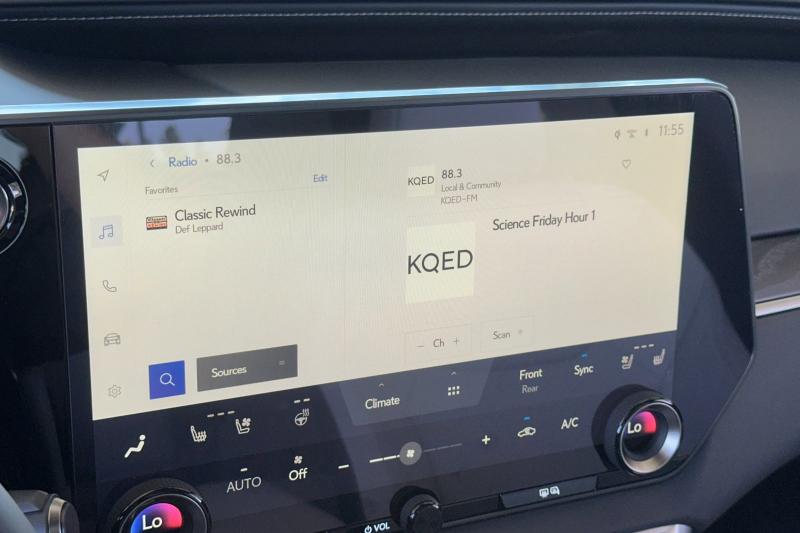 Radio • 88.3
11:55
Favorites
Edit
Classic Rewind
Def Leppard
KQED
88.3
Local & Community
KQED-FM
Science Friday Hour 1
KQED
– Ch +
Scan
Sources
Climate
Front
Rear
Sync
AUTO
Off
– +
A/C
Lo
Lo
VOL